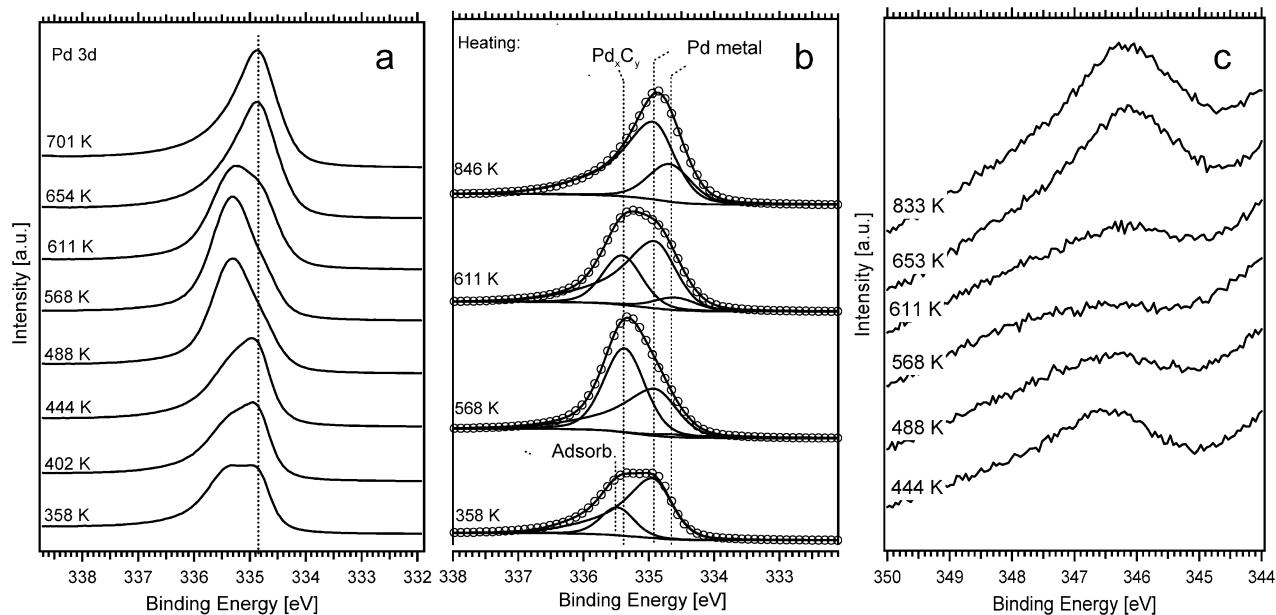 Pd 3d
a
701 K
654 K
611 K
568 K
488 K
444 K
402 K
358 K
338 337 336 335 334 333 332
Binding Energy [eV]
Intensity [a.u.]
Heating:
PdxCy
Pd metal
b
846 K
611 K
568 K
Adsorb.
358 K
338 337 336 335 334 333
Binding Energy [eV]
c
833 K
653 K
611 K
568 K
488 K
444 K
350 349 348 347 346 345 344
Binding Energy [eV]
Intensity [a.u.]